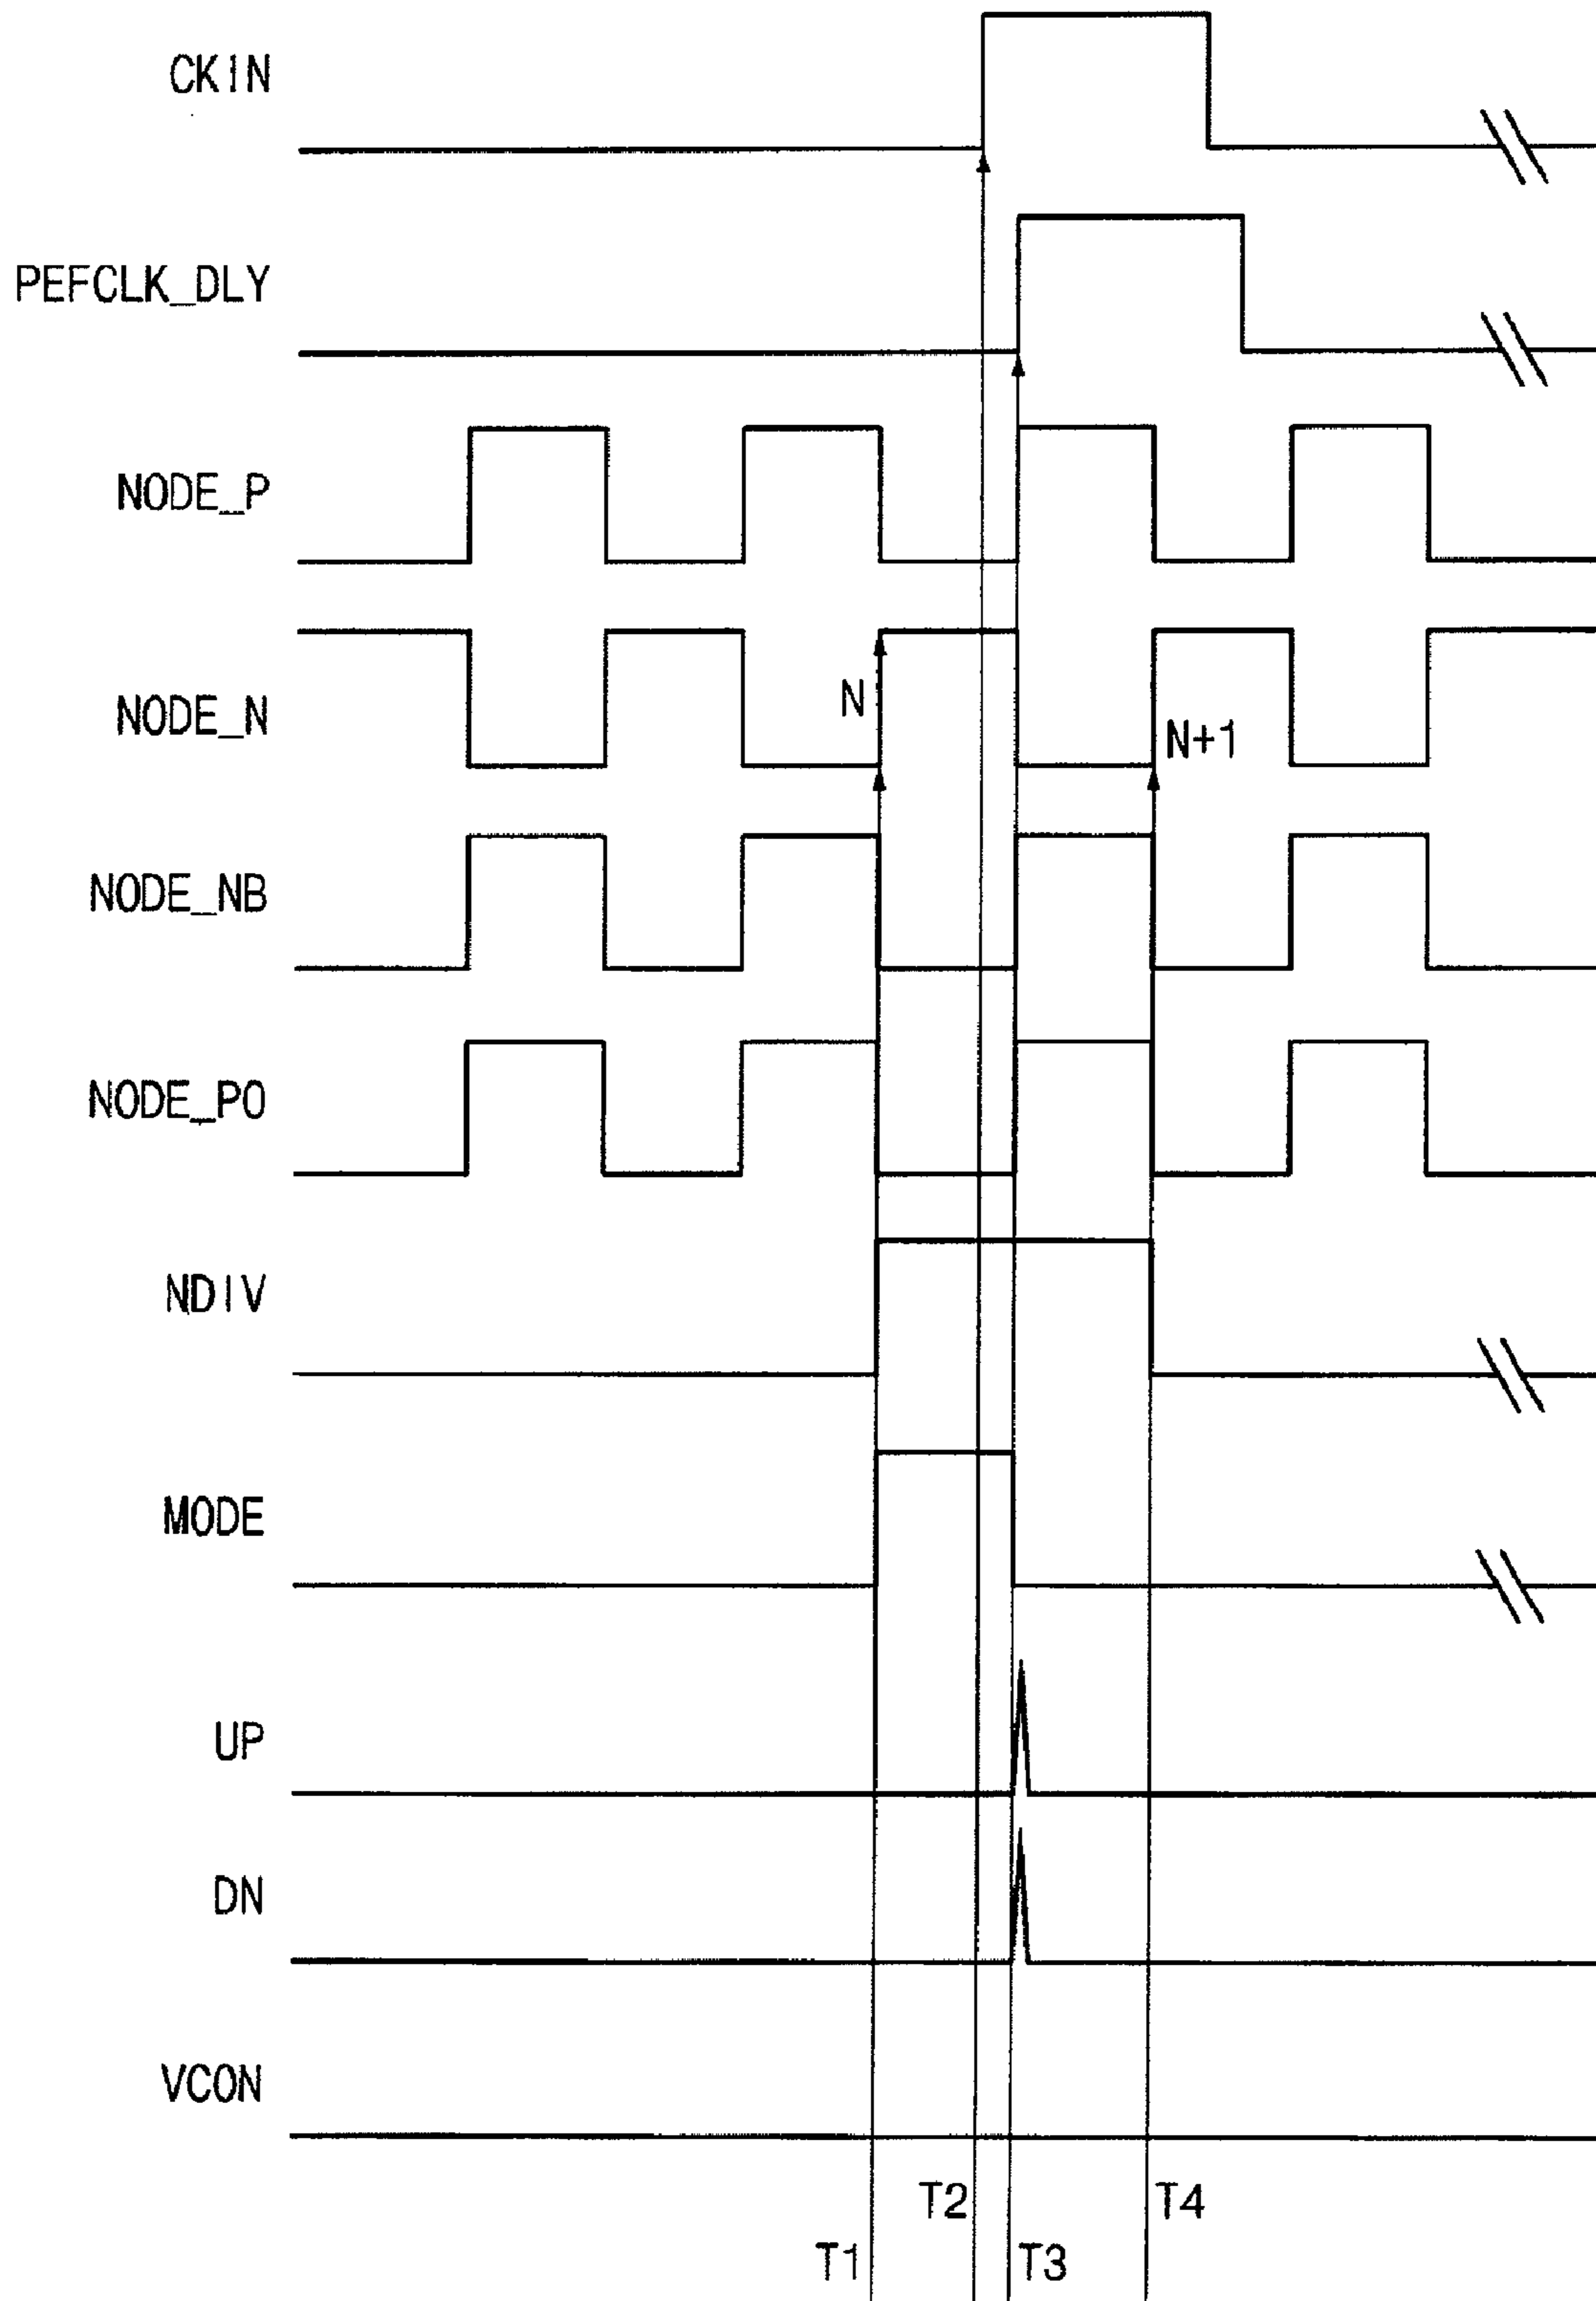 CKIN
PEFCLK_DLY
NODE_P
NODE_N
N
N+1
NODE_NB
NODE_PO
NDIV
MODE
UP
DN
VCON
T2
T4
T1
T3